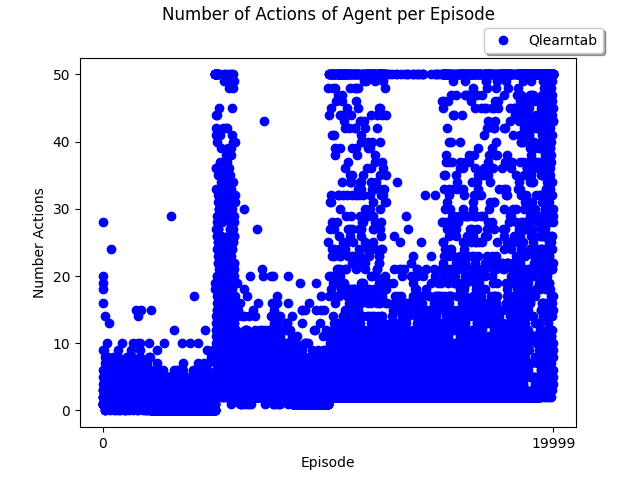 Number of Actions of Agent per Episode
Qlearntab
50
40
30
20
10
0
Number Actions
0
19999
Episode